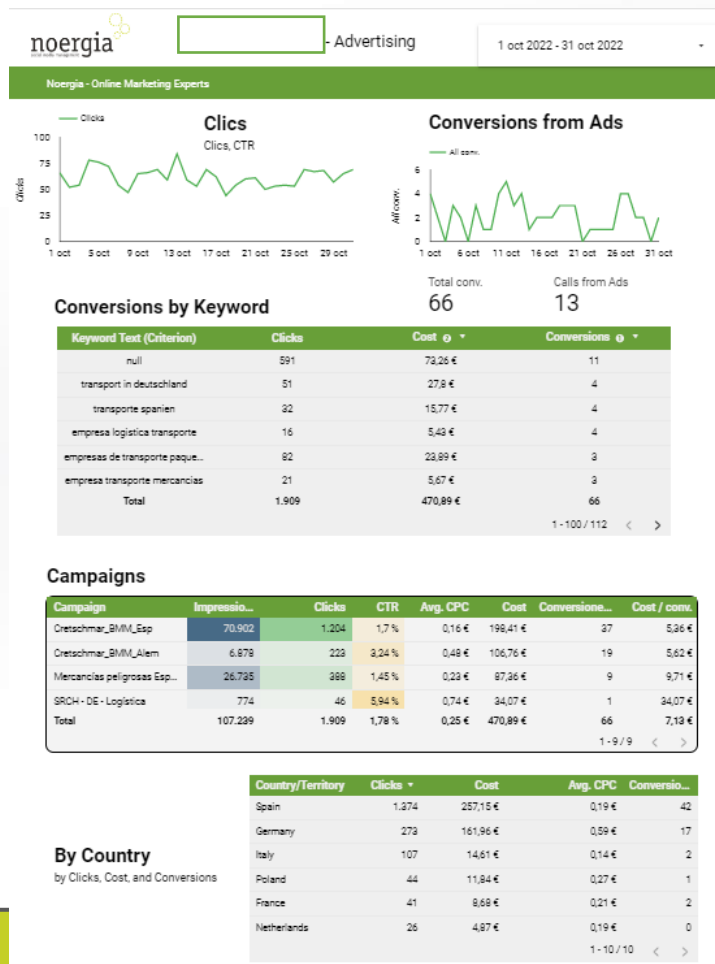 noergia
social media management
- Advertising
1 oct 2022 - 31 oct 2022
Noergia - Online Marketing Experts
Clics
Clics, CTR
Clicks
Clicks
100
75
50
25
0
1 oct 5 oct 9 oct 13 oct 17 oct 21 oct 25 oct 29 oct
Conversions from Ads
All conv.
All conv.
6
4
2
0
1 oct 6 oct 11 oct 16 oct 21 oct 26 oct 31 oct
Total conv.
66
Calls from Ads
13
Conversions by Keyword
Keyword Text (Criterion) Clicks Cost Conversions
null 591 73,26 € 11
transport in deutschland 51 27,8 € 4
transporte spanien 32 15,77 € 4
empresa logistica transporte 16 5,43 € 4
empresas de transporte paque... 82 23,89 € 3
empresa transporte mercancias 21 5,67 € 3
Total 1.909 470,89 € 66
1 - 100 / 112 < >
Campaigns
Campaign Impressio... Clicks CTR Avg. CPC Cost Conversione... Cost / conv.
Cretschmar_BMM_Esp 70.902 1.204 1,7 % 0,16 € 198,41 € 37 5,36 €
Cretschmar_BMM_Alem 6.878 223 3,24 % 0,48 € 106,76 € 19 5,62 €
Mercancías peligrosas Esp... 26.735 388 1,45 % 0,23 € 87,36 € 9 9,71 €
SRCH - DE - Logística 774 46 5,94 % 0,74 € 34,07 € 1 34,07 €
Total 107.239 1.909 1,78 % 0,25 € 470,89 € 66 7,13 €
1 - 9 / 9 < >
By Country
by Clicks, Cost, and Conversions
Country/Territory Clicks Cost Avg. CPC Conversio...
Spain 1.374 257,15 € 0,19 € 42
Germany 273 161,96 € 0,59 € 17
Italy 107 14,61 € 0,14 € 2
Poland 44 11,84 € 0,27 € 1
France 41 8,68 € 0,21 € 2
Netherlands 26 4,87 € 0,19 € 0
1 - 10 / 10 < >